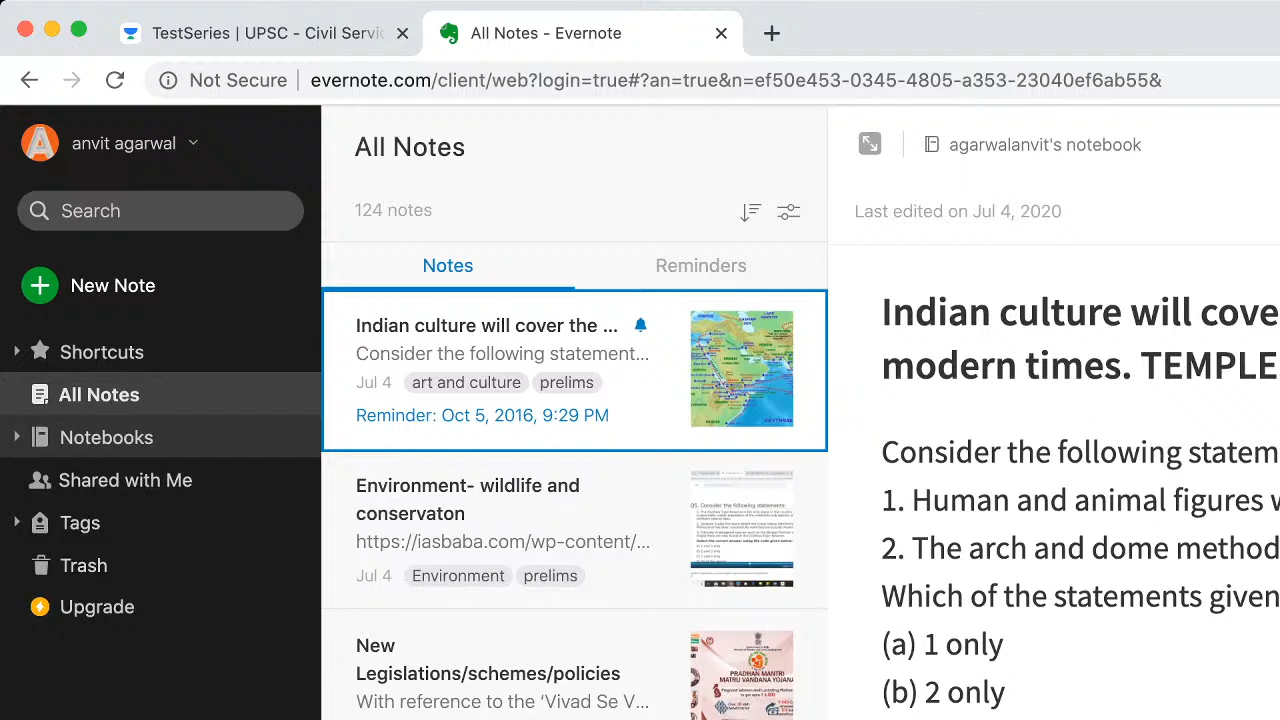 TestSeries | UPSC - Civil Servic
All Notes - Evernote
Not Secure
evernote.com/client/web?login=true#?an=true&n=ef50e453-0345-4805-a353-23040ef6ab55&
A
anvit agarwal
Search
New Note
Shortcuts
All Notes
Notebooks
Shared with Me
Tags
Trash
Upgrade
All Notes
124 notes
Notes
Reminders
Indian culture will cover the ...
Consider the following statement...
Jul 4 art and culture prelims
Reminder: Oct 5, 2016, 9:29 PM
Environment- wildlife and
conservaton
Q5. Consider the following statements:
Jul 4 Environment prelims
New
Legislations/schemes/policies
With reference to the ‘Vivad Se V...
PRADHAN MANTRI
MATRU VANDANA YOJANA
agarwalanvit's notebook
Last edited on Jul 4, 2020
Indian culture will cove
modern times. TEMPLE
Consider the following statem
1. Human and animal figures w
2. The arch and dome method
Which of the statements given
(a) 1 only
(b) 2 only